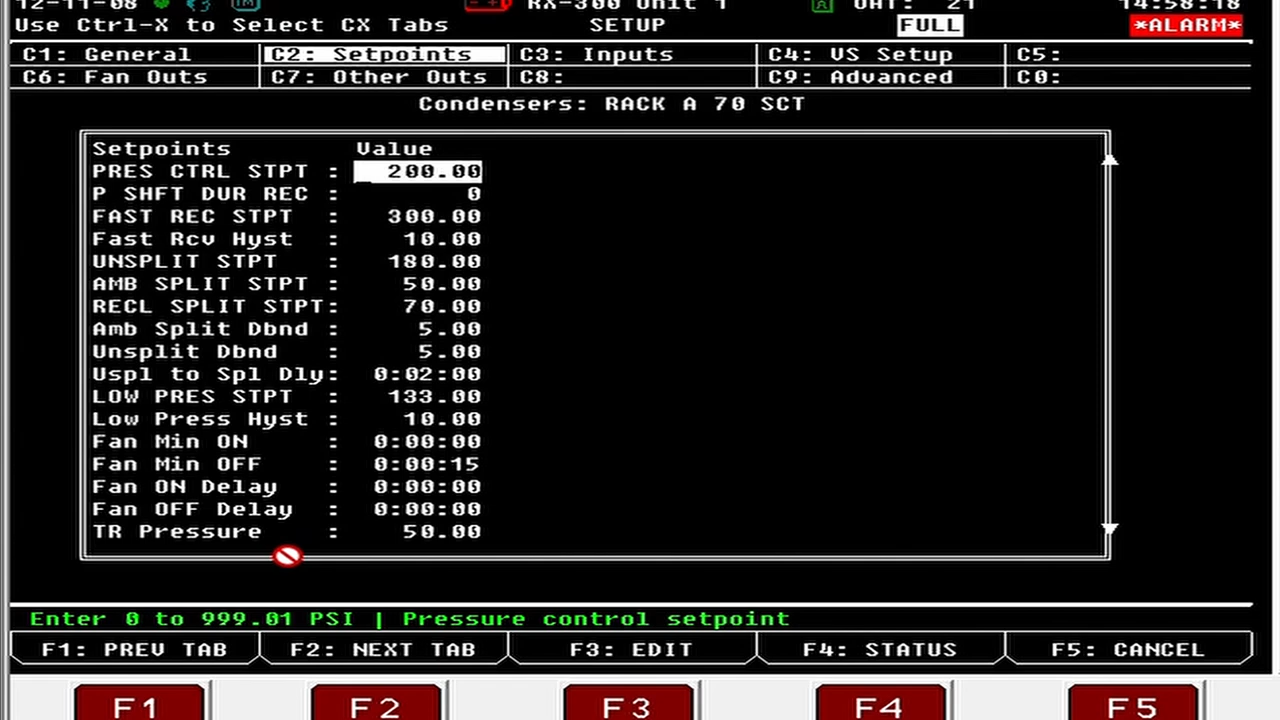 12-11-08 RX-300 Unit 1 OAT: 21 14:58:18
Use Ctrl-X to Select CX Tabs SETUP FULL *ALARM*
C1: General C2: Setpoints C3: Inputs C4: VS Setup C5:
C6: Fan Outs C7: Other Outs C8: C9: Advanced C0:
Condensers: RACK A 70 SCT
Setpoints Value
PRES CTRL STPT : 200.00
P SHFT DUR REC : 0
FAST REC STPT : 300.00
Fast Rcv Hyst : 10.00
UNSPLIT STPT : 180.00
AMB SPLIT STPT : 50.00
RECL SPLIT STPT: 70.00
Amb Split Dbnd : 5.00
Unsplit Dbnd : 5.00
Uspl to Spl Dly: 0:02:00
LOW PRES STPT : 133.00
Low Press Hyst : 10.00
Fan Min ON : 0:00:00
Fan Min OFF : 0:00:15
Fan ON Delay : 0:00:00
Fan OFF Delay : 0:00:00
TR Pressure : 50.00
Enter 0 to 999.01 PSI | Pressure control setpoint
F1: PREV TAB F2: NEXT TAB F3: EDIT F4: STATUS F5: CANCEL
F1 F2 F3 F4 F5